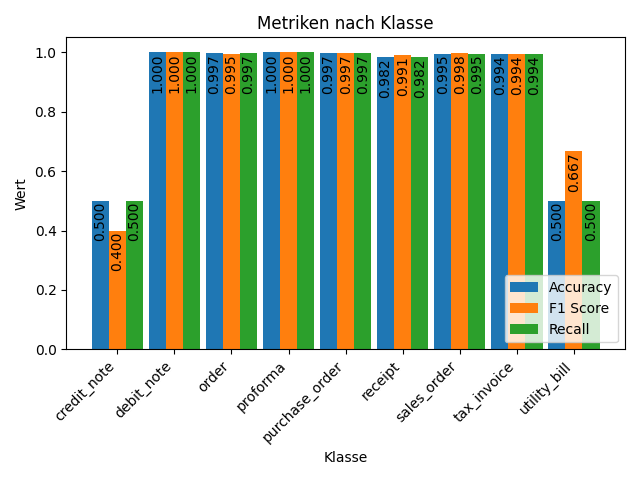 Metriken nach Klasse
Wert
1.0
0.8
0.6
0.4
0.2
0.0
0.500
0.400
0.500
1.000
1.000
1.000
0.997
0.995
0.997
1.000
1.000
1.000
0.997
0.997
0.997
0.982
0.991
0.982
0.995
0.998
0.995
0.994
0.994
0.994
0.500
0.667
0.500
Accuracy
F1 Score
Recall
credit_note
debit_note
order
proforma
purchase_order
receipt
sales_order
tax_invoice
utility_bill
Klasse